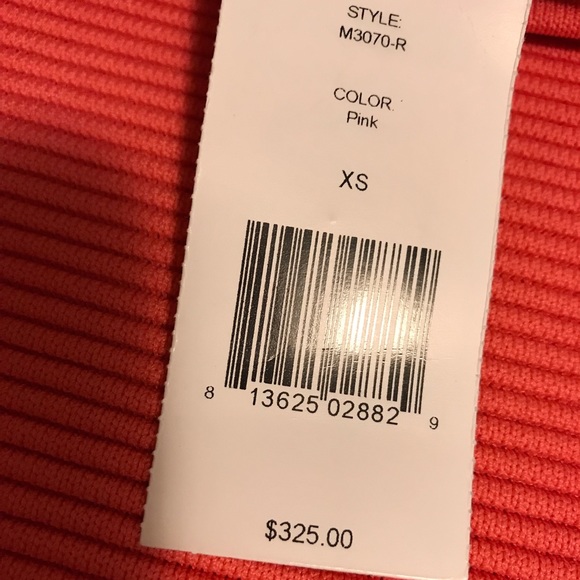 STYLE:
M3070-R
COLOR:
Pink
XS
8 13625 02882 9
$325.00